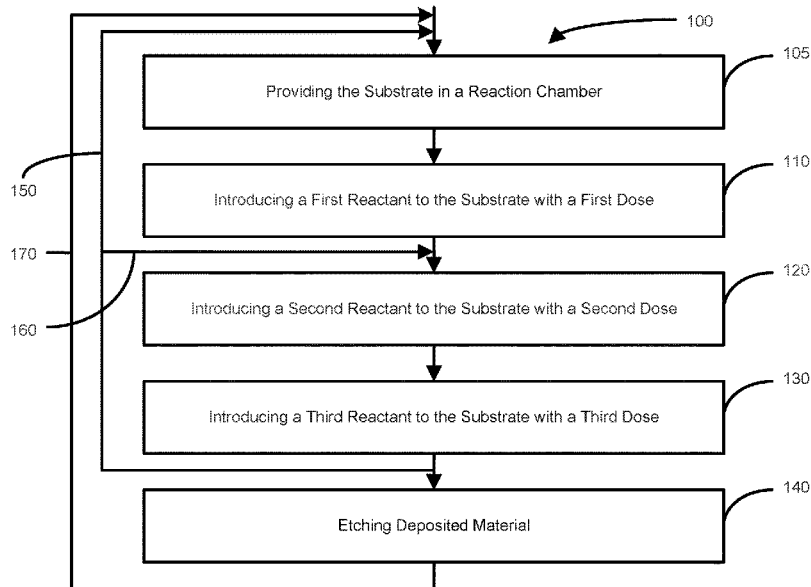 100
105
Providing the Substrate in a Reaction Chamber
110
Introducing a First Reactant to the Substrate with a First Dose
150
170
120
Introducing a Second Reactant to the Substrate with a Second Dose
160
130
Introducing a Third Reactant to the Substrate with a Third Dose
140
Etching Deposited Material